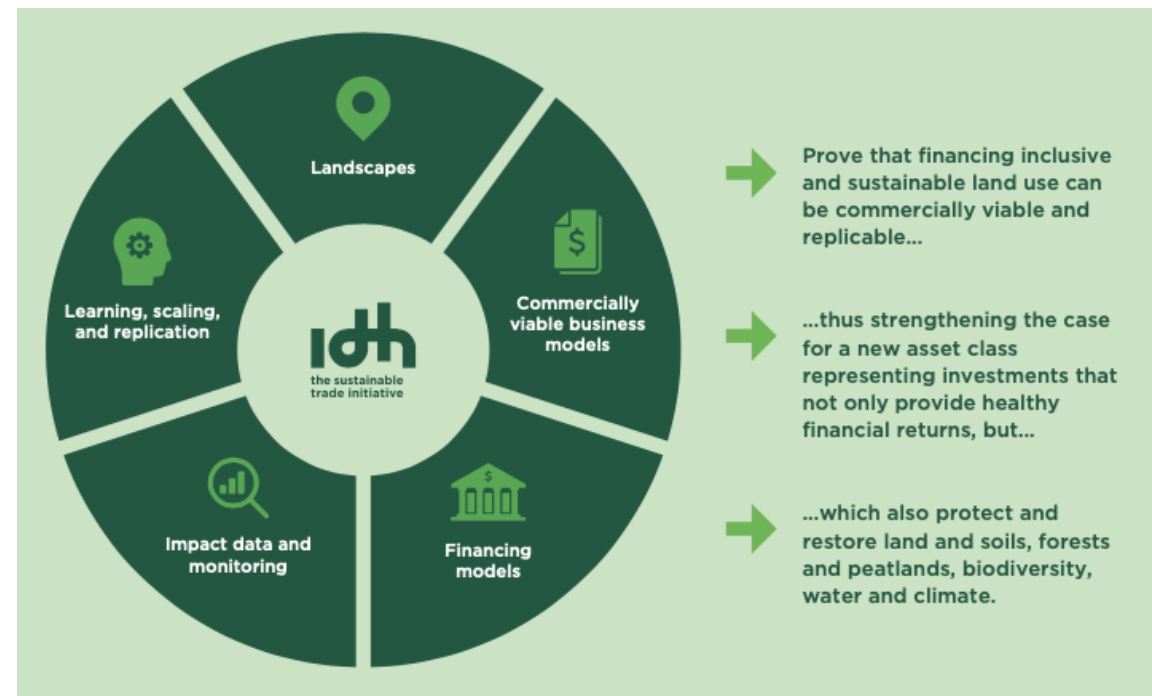 Landscapes
Commercially
viable business
models
Financing
models
Impact data and
monitoring
Learning, scaling,
and replication
idh
the sustainable
trade initiative
$
$
Prove that financing inclusive
and sustainable land use can
be commercially viable and
replicable...
...thus strengthening the case
for a new asset class
representing investments that
not only provide healthy
financial returns, but...
...which also protect and
restore land and soils, forests
and peatlands, biodiversity,
water and climate.